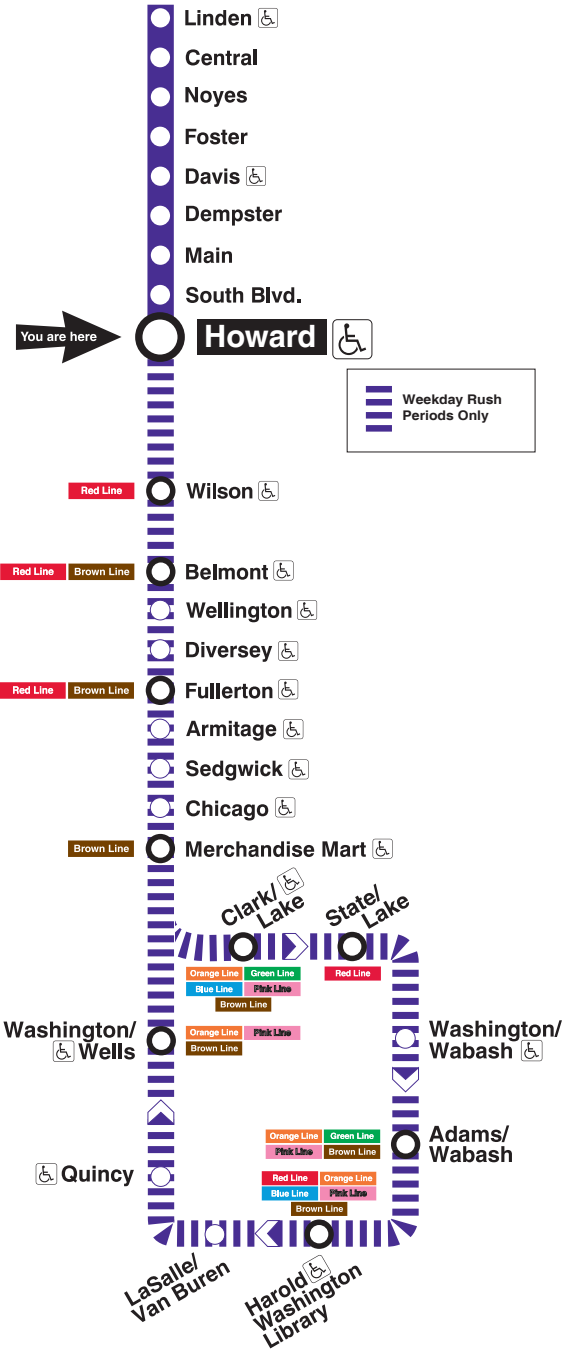 Linden
Central
Noyes
Foster
Davis
Dempster
Main
South Blvd.
You are here
Howard
Weekday Rush
Periods Only
Red Line
Wilson
Red Line Brown Line
Belmont
Wellington
Diversey
Red Line Brown Line
Fullerton
Armitage
Sedgwick
Chicago
Brown Line
Merchandise Mart
Clark/
Lake
State/
Lake
Orange Line Green Line
Blue Line Pink Line
Brown Line
Red Line
Washington/
Wells
Orange Line Pink Line
Brown Line
Washington/
Wabash
Orange Line Green Line
Pink Line Brown Line
Adams/
Wabash
Quincy
Red Line Orange Line
Blue Line Pink Line
Brown Line
LaSalle/
Van Buren
Harold
Washington
Library